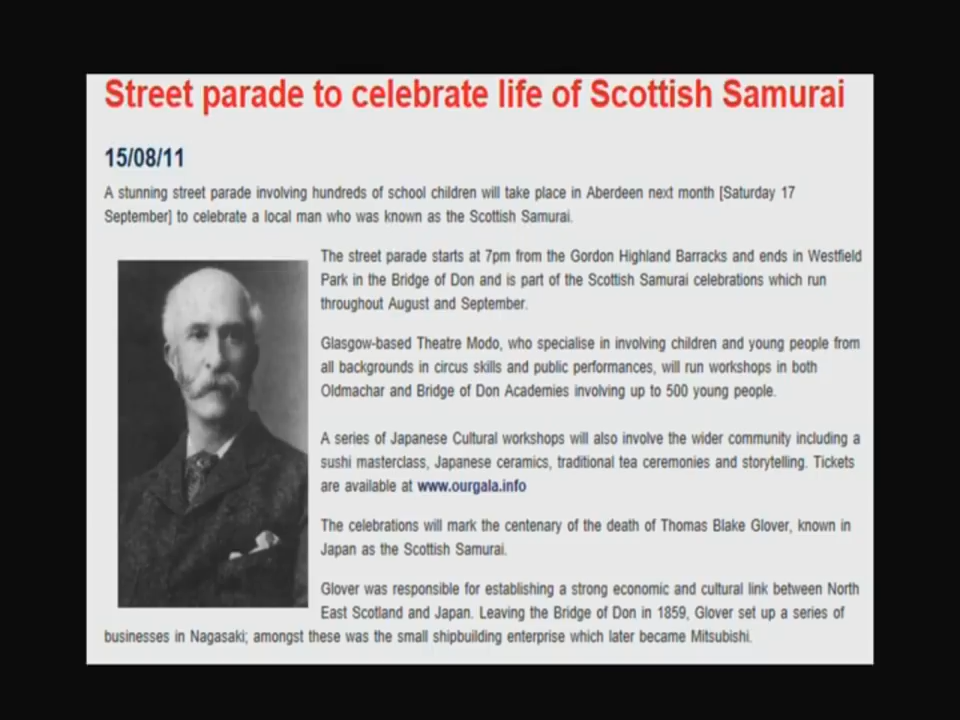 Street parade to celebrate life of Scottish Samurai
15/08/11
A stunning street parade involving hundreds of school children will take place in Aberdeen next month [Saturday 17
September] to celebrate a local man who was known as the Scottish Samurai.
The street parade starts at 7pm from the Gordon Highland Barracks and ends in Westfield
Park in the Bridge of Don and is part of the Scottish Samurai celebrations which run
throughout August and September.
Glasgow-based Theatre Modo, who specialise in involving children and young people from
all backgrounds in circus skills and public performances, will run workshops in both
Oldmachar and Bridge of Don Academies involving up to 500 young people.
A series of Japanese Cultural workshops will also involve the wider community including a
sushi masterclass, Japanese ceramics, traditional tea ceremonies and storytelling. Tickets
are available at www.ourgala.info
The celebrations will mark the centenary of the death of Thomas Blake Glover, known in
Japan as the Scottish Samurai.
Glover was responsible for establishing a strong economic and cultural link between North
East Scotland and Japan. Leaving the Bridge of Don in 1859, Glover set up a series of
businesses in Nagasaki; amongst these was the small shipbuilding enterprise which later became Mitsubishi.